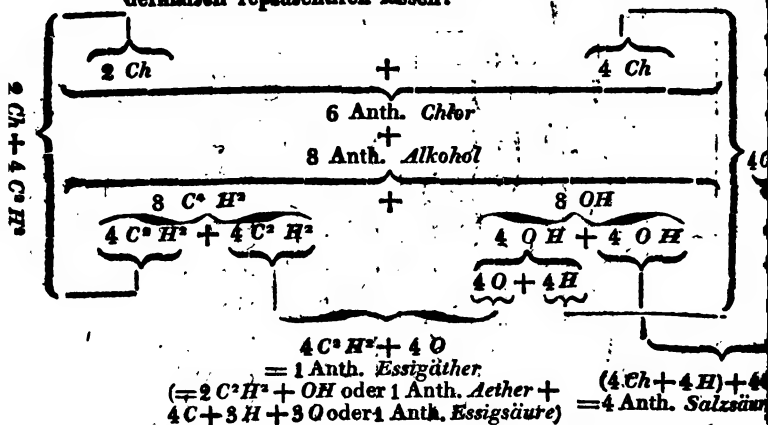 2 Ch + 4 Ch
6 Anth. Chlor
+
8 Anth. Alkohol
2 Ch + 4 C² H²
8 C² H² + 8 OH
4 C² H² + 4 C² H² 4 O H + 4 O H
4 O + 4 H
4 C² H² + 4 O
= 1 Anth. Essigäther
(= 2 C² H² + OH oder 1 Anth. Aether +
4 C + 3 H + 3 O oder 1 Anth. Essigsäure)
(4 Ch + 4 H) + 4
= 4 Anth. Salzsäur